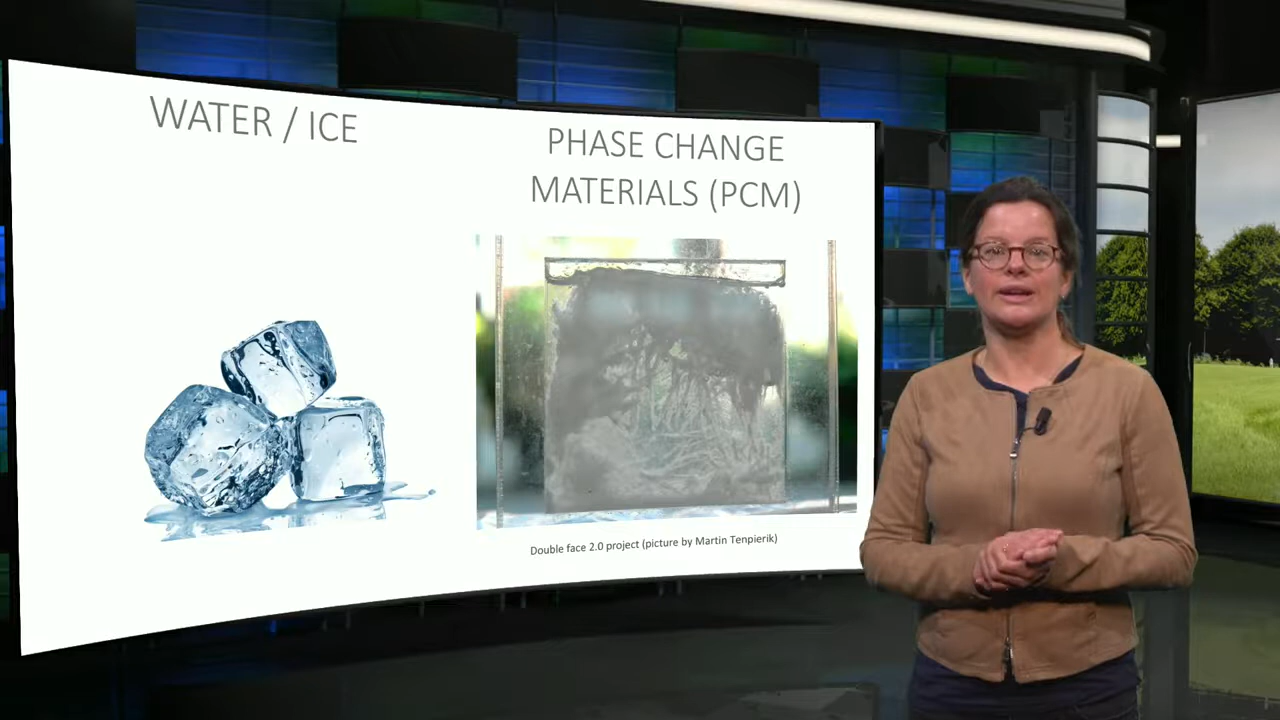 WATER / ICE
PHASE CHANGE
MATERIALS (PCM)
Double face 2.0 project (picture by Martin Tenpierik)